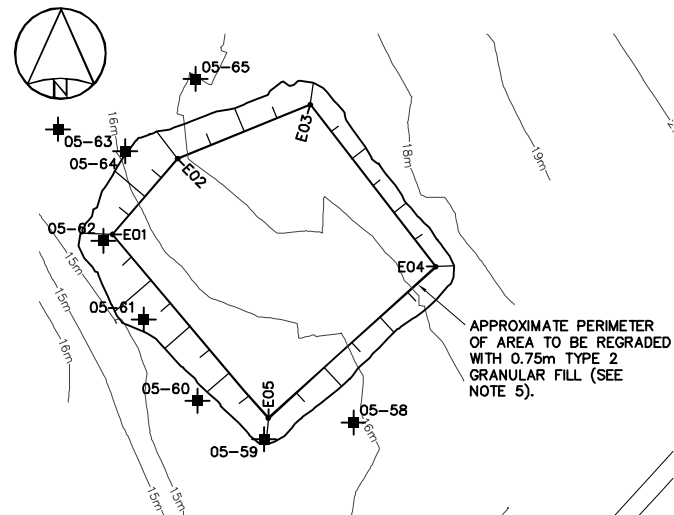 N
05-65
16m
05-63
05-64
E03
E02
18m
19m
05-62
E01
15m
E04
15m
05-61
16m
APPROXIMATE PERIMETER
OF AREA TO BE REGRADED
WITH 0.75m TYPE 2
GRANULAR FILL (SEE
NOTE 5).
05-60
E05
05-58
16m
05-59
15m
15m